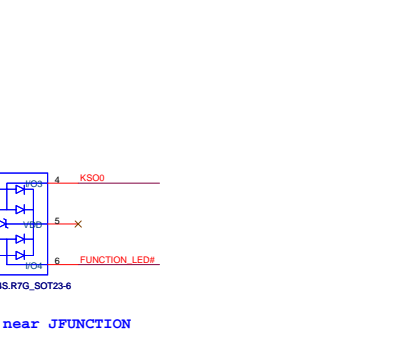 I/O3 4 KSO0
VDD 5
I/O4 6 FUNCTION_LED#
S.R7G_SOT23-6
near JFUNCTION